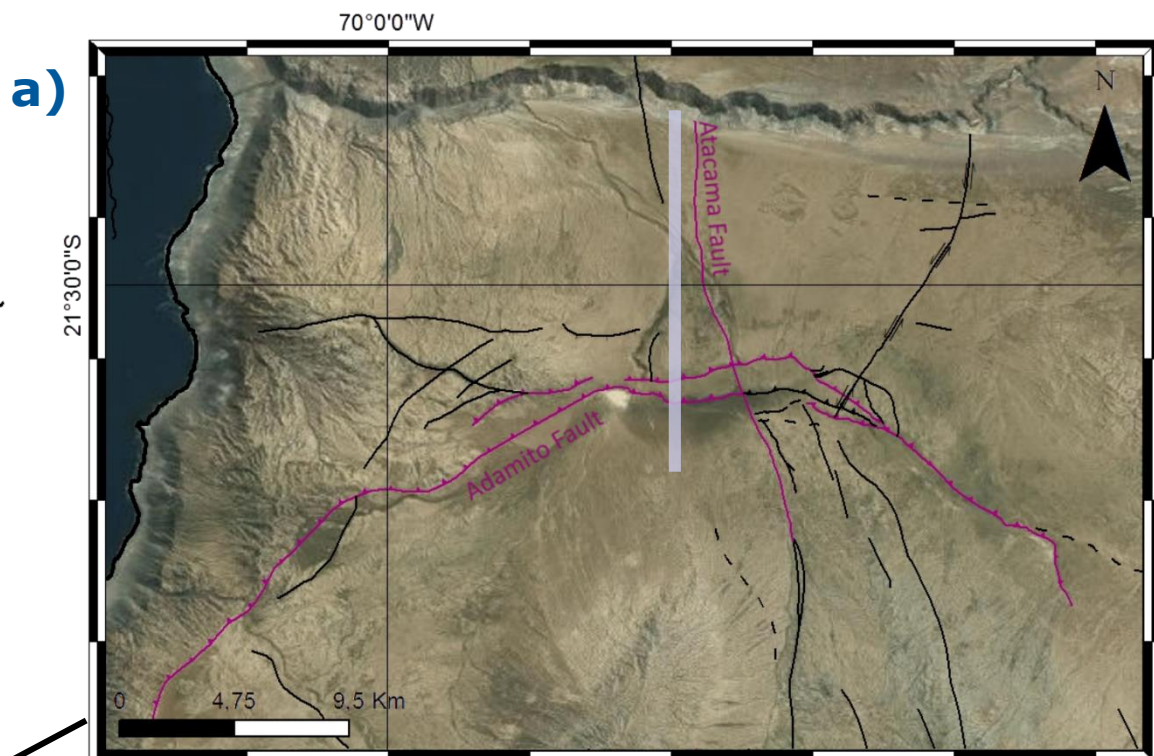 70°0'0"W
a)
N
Atacama Fault
21°30'0"S
Adamito Fault
0 4.75 9.5 Km